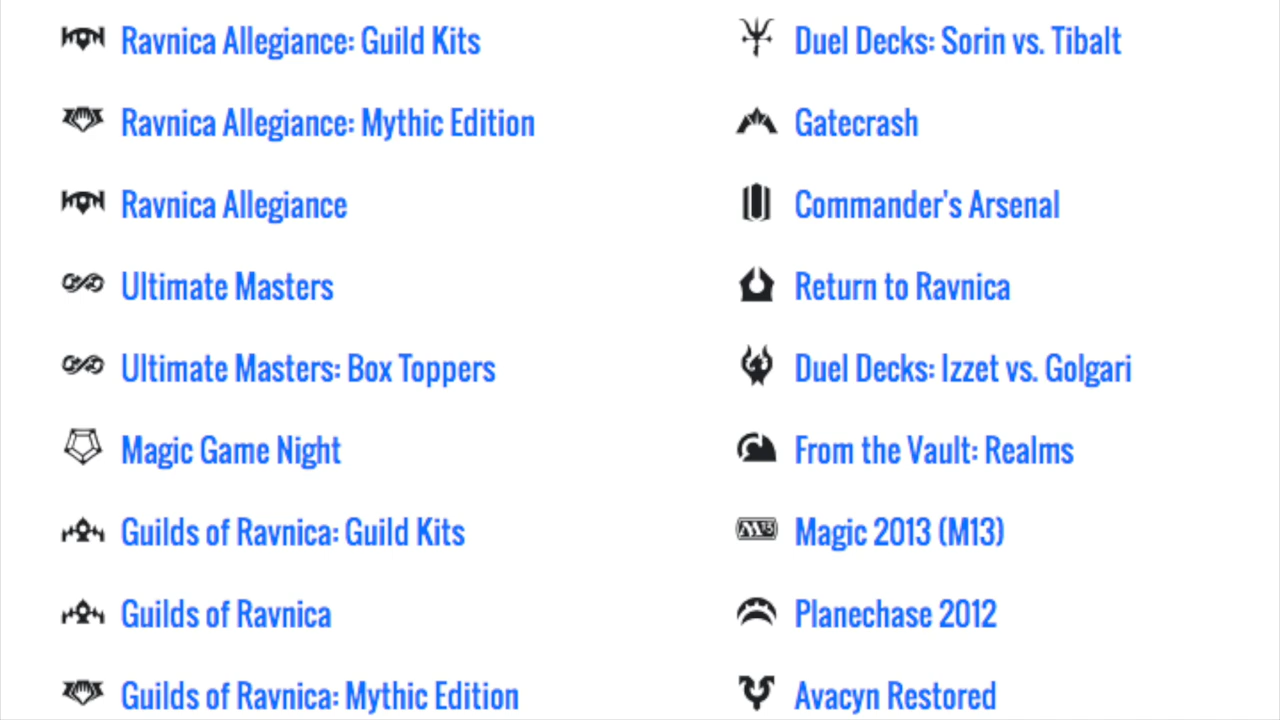 Ravnica Allegiance: Guild Kits
Ravnica Allegiance: Mythic Edition
Ravnica Allegiance
Ultimate Masters
Ultimate Masters: Box Toppers
Magic Game Night
Guilds of Ravnica: Guild Kits
Guilds of Ravnica
Guilds of Ravnica: Mythic Edition
Duel Decks: Sorin vs. Tibalt
Gatecrash
Commander's Arsenal
Return to Ravnica
Duel Decks: Izzet vs. Golgari
From the Vault: Realms
M13
Magic 2013 (M13)
Planechase 2012
Avacyn Restored